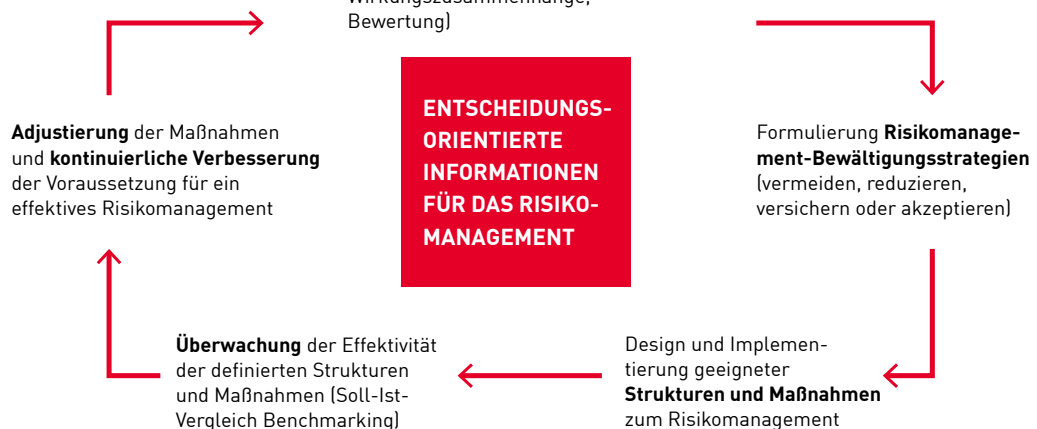 Bewertung)
ENTSCHEIDUNGS-
ORIENTIERTE
INFORMATIONEN
FÜR DAS RISIKO-
MANAGEMENT
Formulierung Risikomanage-
ment-Bewältigungsstrategien
(vermeiden, reduzieren,
versichern oder akzeptieren)
Design und Implemen-
tierung geeigneter
Strukturen und Maßnahmen
zum Risikomanagement
Überwachung der Effektivität
der definierten Strukturen
und Maßnahmen (Soll-Ist-
Vergleich Benchmarking)
Adjustierung der Maßnahmen
und kontinuierliche Verbesserung
der Voraussetzung für ein
effektives Risikomanagement